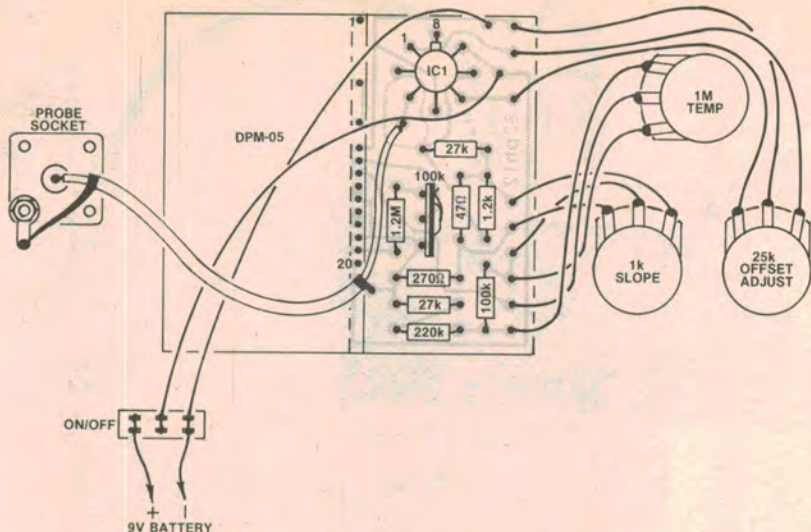 1
8
1
IC1
1M
TEMP
PROBE
SOCKET
DPM-05
27k
100k
1.2M
47Ω
1.2k
1k
SLOPE
25k
OFFSET
ADJUST
20
270Ω
27k
100k
220k
ON/OFF
+ −
9V BATTERY